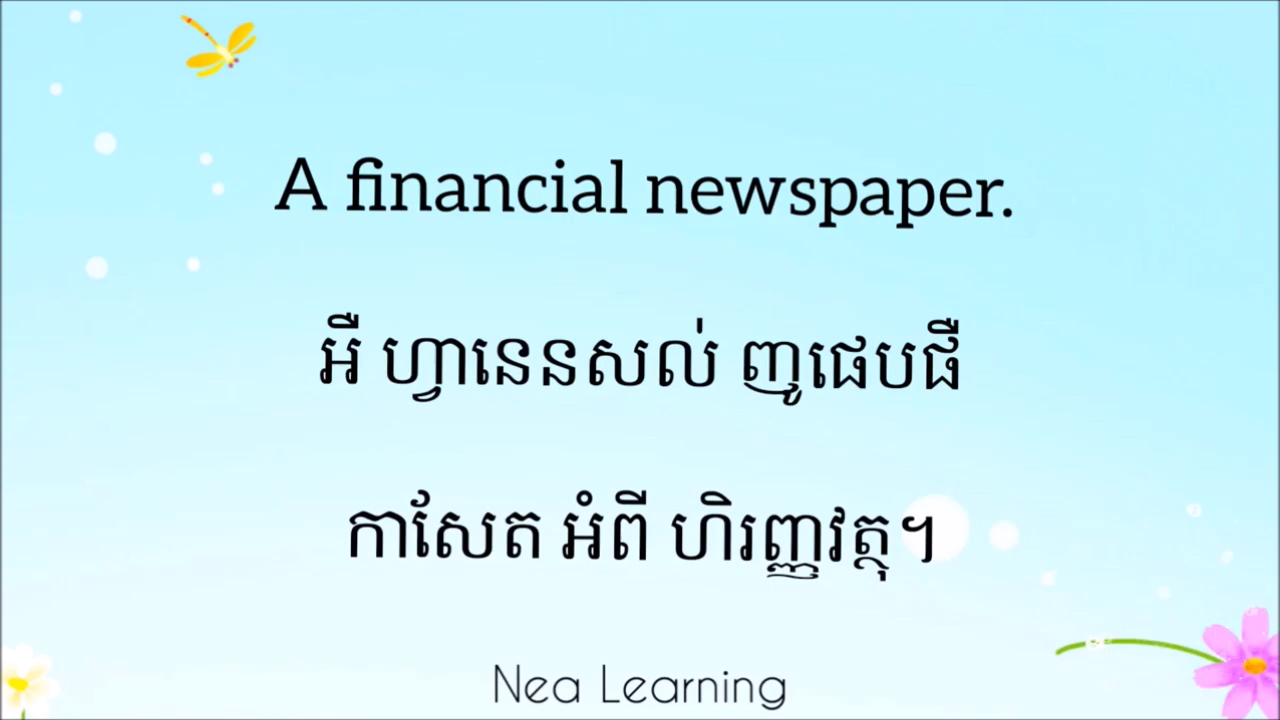 A financial newspaper.
អឺ ហ្វានេនសល់ ញូផេបផឺ
កាសែត អំពី ហិរញ្ញវត្ថុ។
Nea Learning